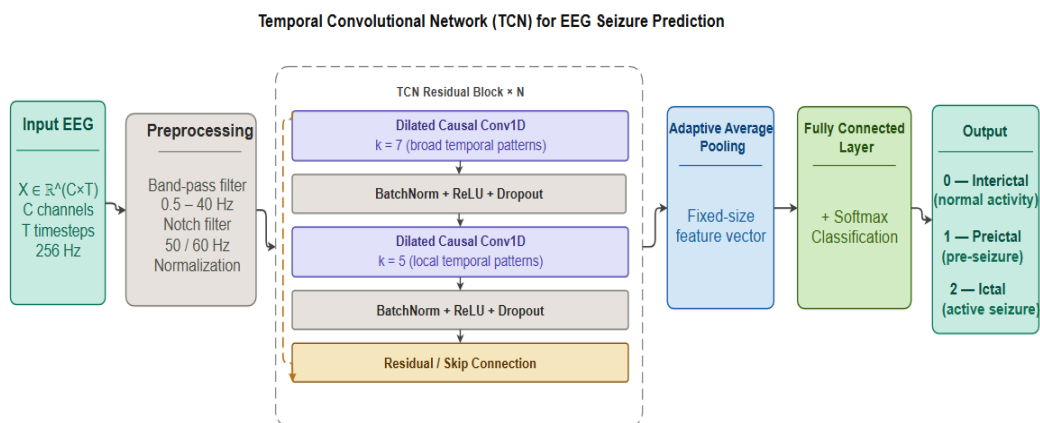 Temporal Convolutional Network (TCN) for EEG Seizure Prediction
Input EEG
X ∈ ℝ^(C×T)
C channels
T timesteps
256 Hz
Preprocessing
Band-pass filter
0.5 – 40 Hz
Notch filter
50 / 60 Hz
Normalization
TCN Residual Block × N
Dilated Causal Conv1D
k = 7 (broad temporal patterns)
BatchNorm + ReLU + Dropout
Dilated Causal Conv1D
k = 5 (local temporal patterns)
BatchNorm + ReLU + Dropout
Residual / Skip Connection
Adaptive Average
Pooling
Fixed-size
feature vector
Fully Connected
Layer
+ Softmax
Classification
Output
0 — Interictal
(normal activity)
1 — Preictal
(pre-seizure)
2 — Ictal
(active seizure)